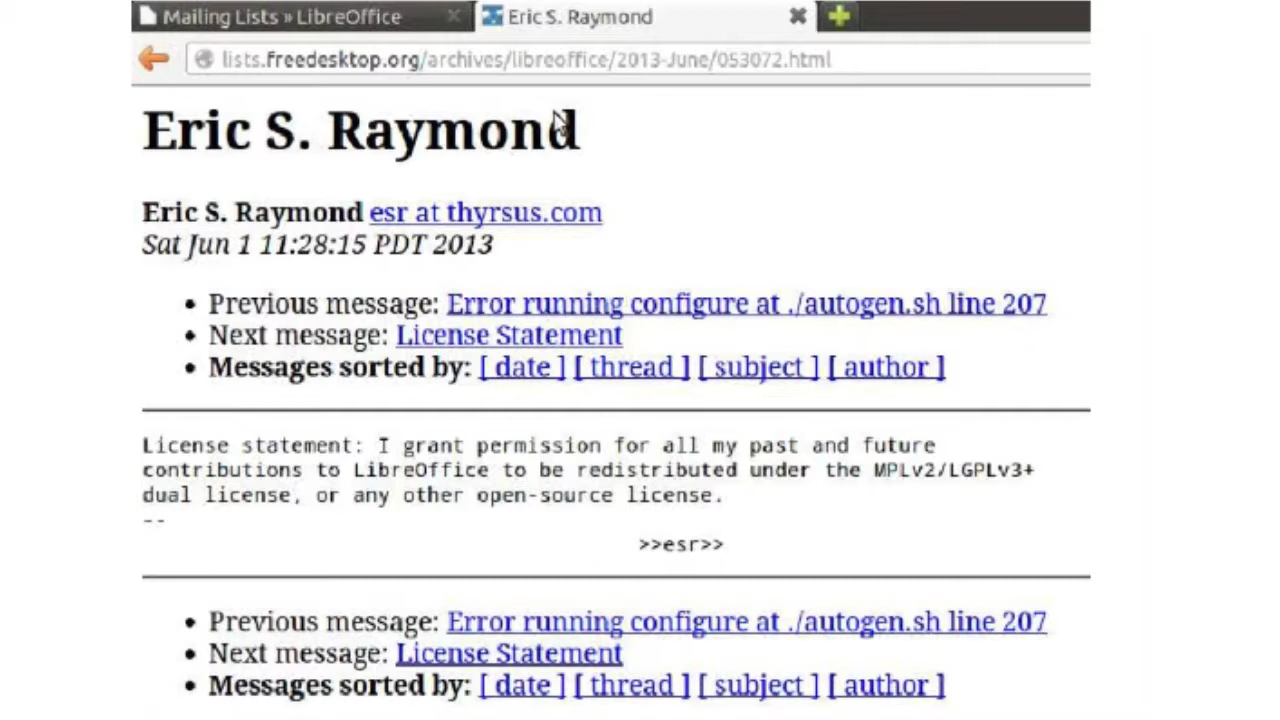 Mailing Lists » LibreOffice
Eric S. Raymond
lists.freedesktop.org/archives/libreoffice/2013-June/053072.html
Eric S. Raymond
Eric S. Raymond esr at thyrsus.com
Sat Jun 1 11:28:15 PDT 2013
• Previous message: Error running configure at ./autogen.sh line 207
• Next message: License Statement
• Messages sorted by: [ date ] [ thread ] [ subject ] [ author ]
License statement: I grant permission for all my past and future
contributions to LibreOffice to be redistributed under the MPLv2/LGPLv3+
dual license, or any other open-source license.
--
>>esr>>
• Previous message: Error running configure at ./autogen.sh line 207
• Next message: License Statement
• Messages sorted by: [ date ] [ thread ] [ subject ] [ author ]